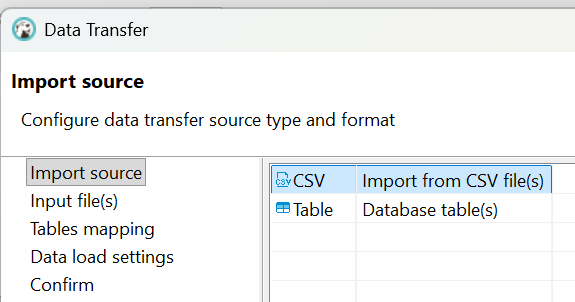 Data Transfer
Import source
Configure data transfer source type and format
Import source
Input file(s)
Tables mapping
Data load settings
Confirm
CSV CSV Import from CSV file(s)
Table Database table(s)